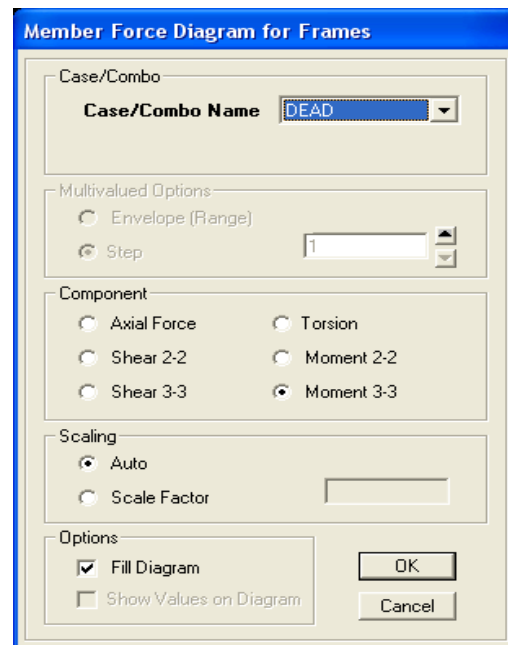 Member Force Diagram for Frames
Case/Combo
Case/Combo Name DEAD
Multivalued Options
Envelope (Range)
Step 1
Component
Axial Force Torsion
Shear 2-2 Moment 2-2
Shear 3-3 Moment 3-3
Scaling
Auto
Scale Factor
Options
Fill Diagram OK
Show Values on Diagram Cancel